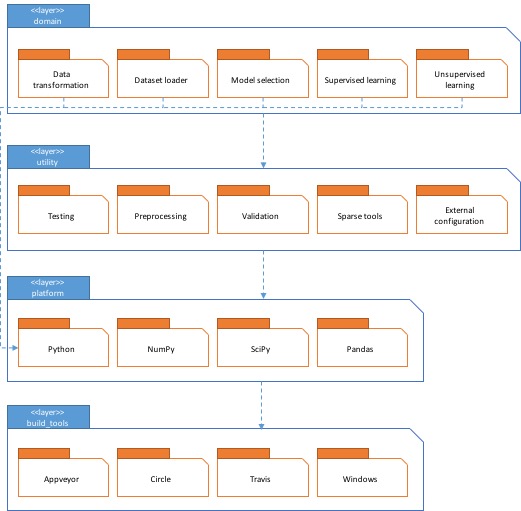 <<layer>>
domain
Data
transformation
Dataset loader
Model selection
Supervised learning
Unsupervised
learning
<<layer>>
utility
Testing
Preprocessing
Validation
Sparse tools
External
configuration
<<layer>>
platform
Python
NumPy
SciPy
Pandas
<<layer>>
build_tools
Appveyor
Circle
Travis
Windows